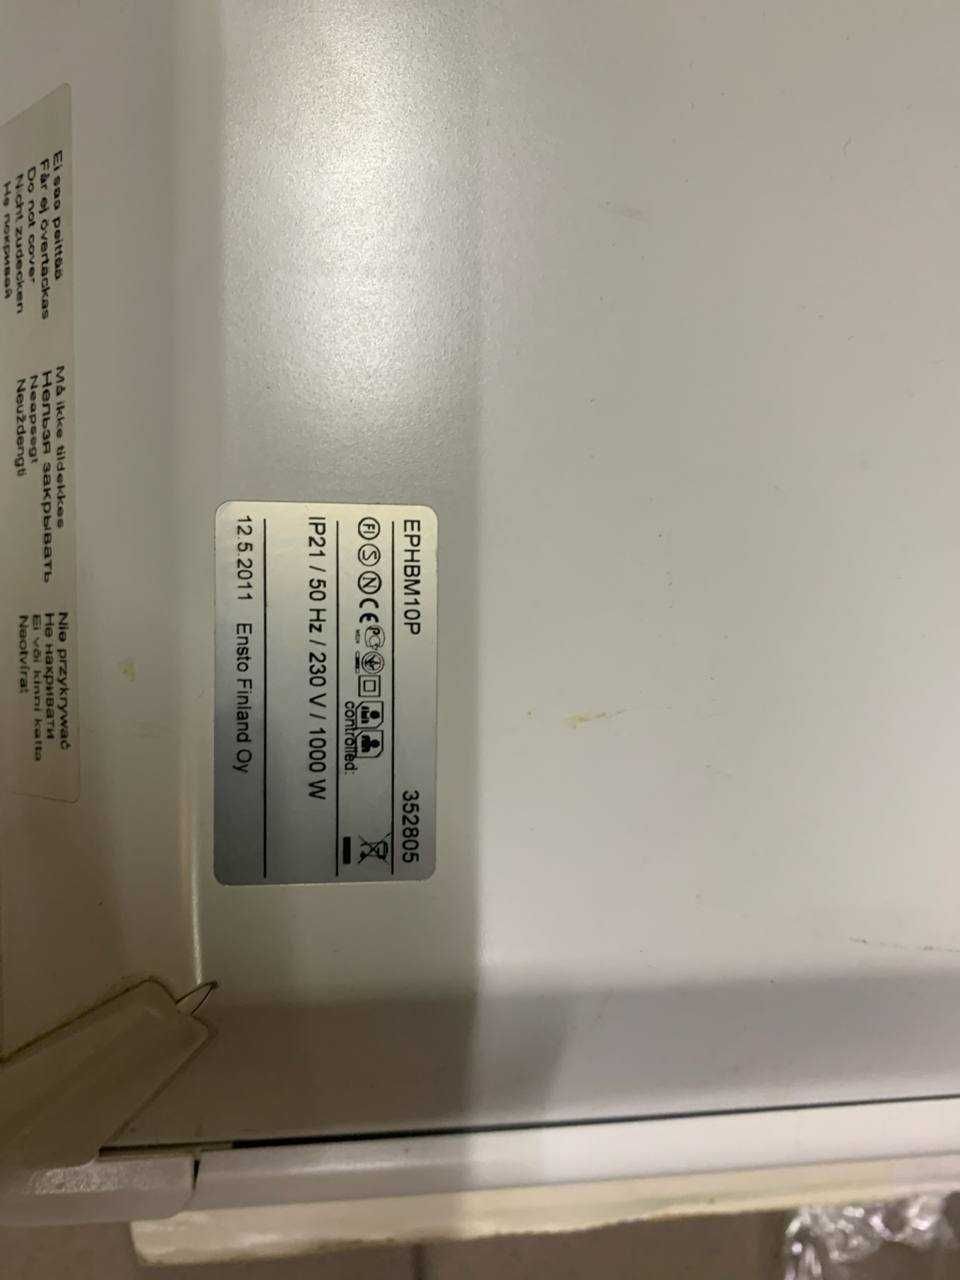 EPHBM10P 352805
FI S N CE
controlled:
IP21 / 50 Hz / 230 V / 1000 W
12.5.2011 Ensto Finland Oy
Ei saa peittää
Får ej övertäckas
Do not cover
Nicht zudecken
Не покривай
Må ikke tildekkes
Нельзя закрывать
Neapsegt
Neuždengti
Nie przykrywać
Не накривати
Ei või kinni katta
Neotvírat